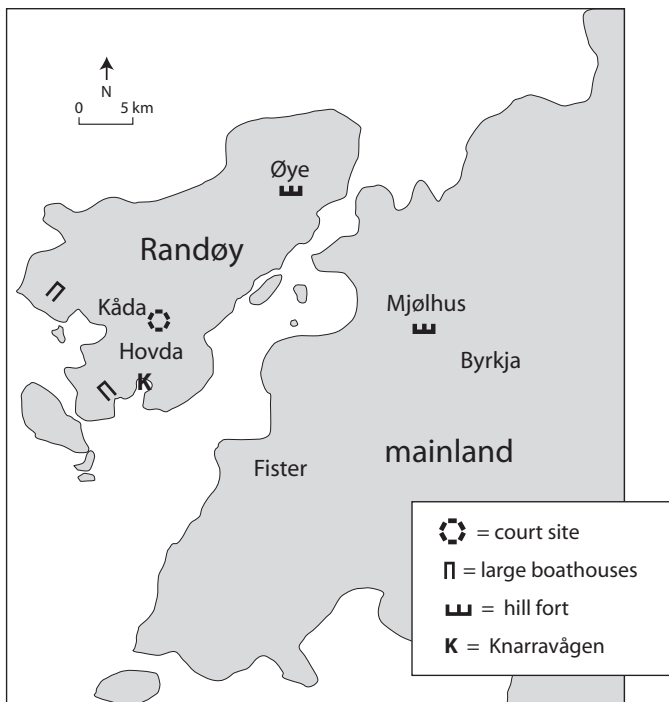 N
0 5 km
Øye
Randøy
Kåda
Hovda
K
Mjølhus
Byrkja
mainland
Fister
= court site
= large boathouses
= hill fort
K = Knarravågen